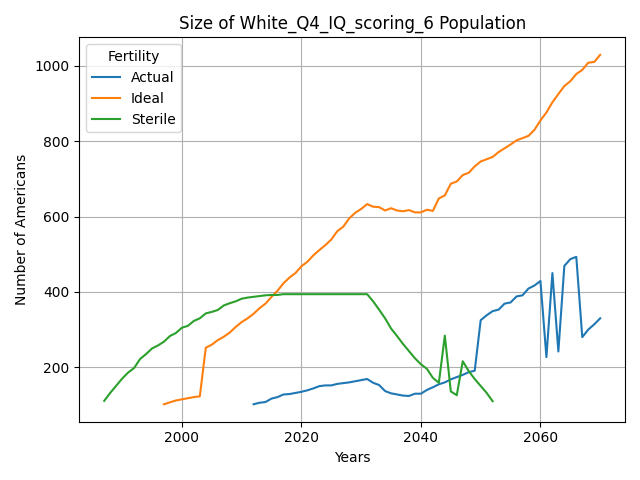 Size of White_Q4_IQ_scoring_6 Population
Fertility
Actual
Ideal
Sterile
Number of Americans
1000
800
600
400
200
2000
2020
2040
2060
Years